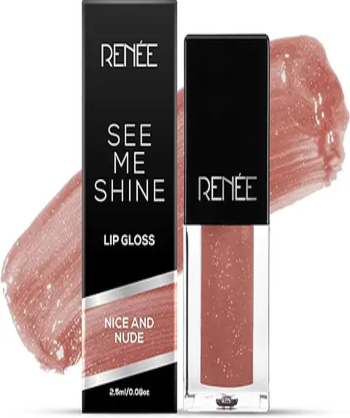 RENÉE
SEE
ME
SHINE
LIP GLOSS
NICE AND
NUDE
2.5ml/0.08oz
RENÉE